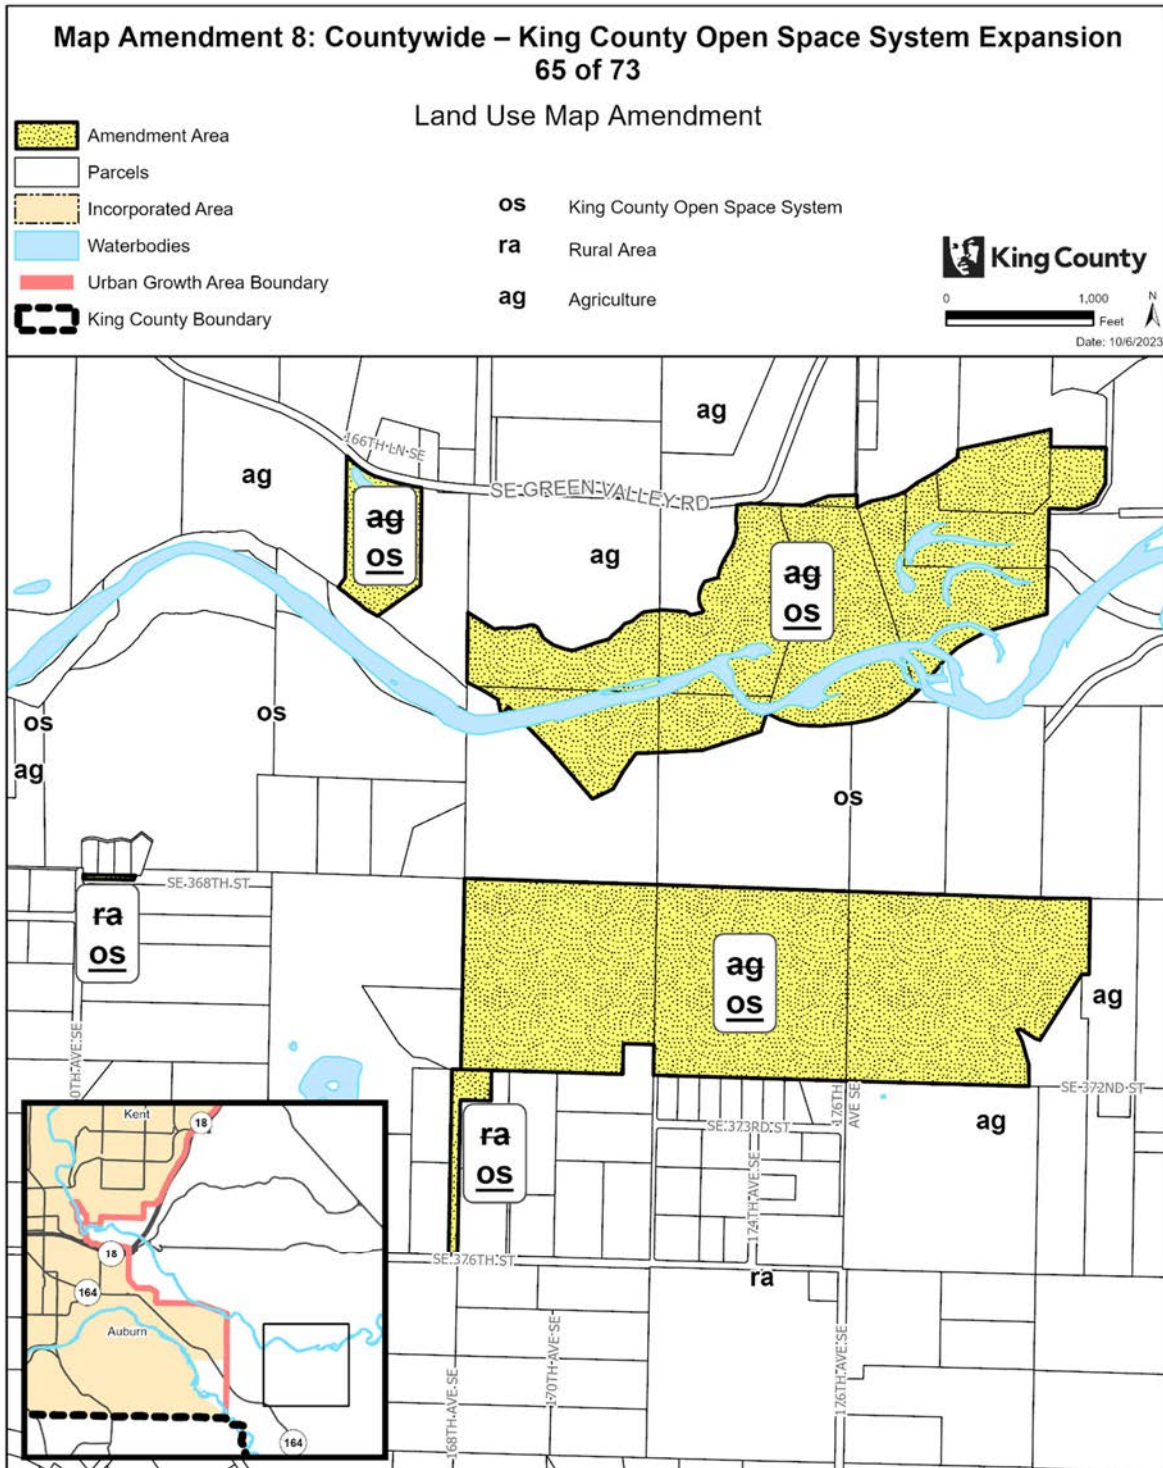 Map Amendment 8: Countywide – King County Open Space System Expansion
65 of 73
Land Use Map Amendment
Amendment Area
Parcels
Incorporated Area
Waterbodies
Urban Growth Area Boundary
King County Boundary
os King County Open Space System
ra Rural Area
ag Agriculture
King County
0 1,000
Feet
N
Date: 10/6/2023
ag
166TH LN SE
ag
SE GREEN VALLEY RD
ag
os
ag
ag
os
os
os
ag
os
SE 368TH ST
ra
os
ag
os
ag
0TH AVE SE
SE 372ND ST
176TH
AVE SE
ag
SE 373RD ST
ra
os
174TH AVE SE
SE 376TH ST
ra
168TH AVE SE
170TH AVE SE
176TH AVE SE
Kent
18
18
164
Auburn
164